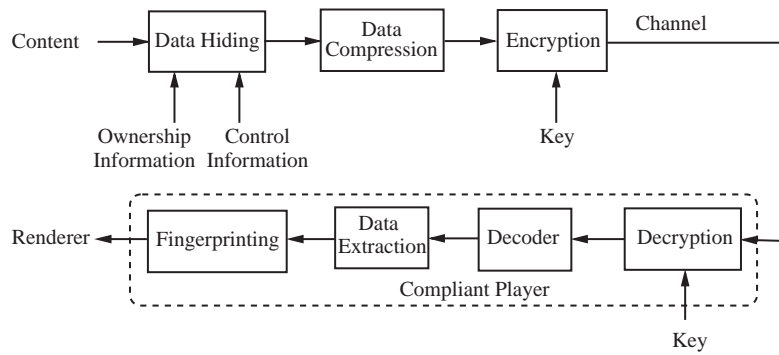 Content
Data Hiding
Data
Compression
Encryption
Channel
Ownership
Information
Control
Information
Key
Renderer
Fingerprinting
Data
Extraction
Decoder
Decryption
Compliant Player
Key